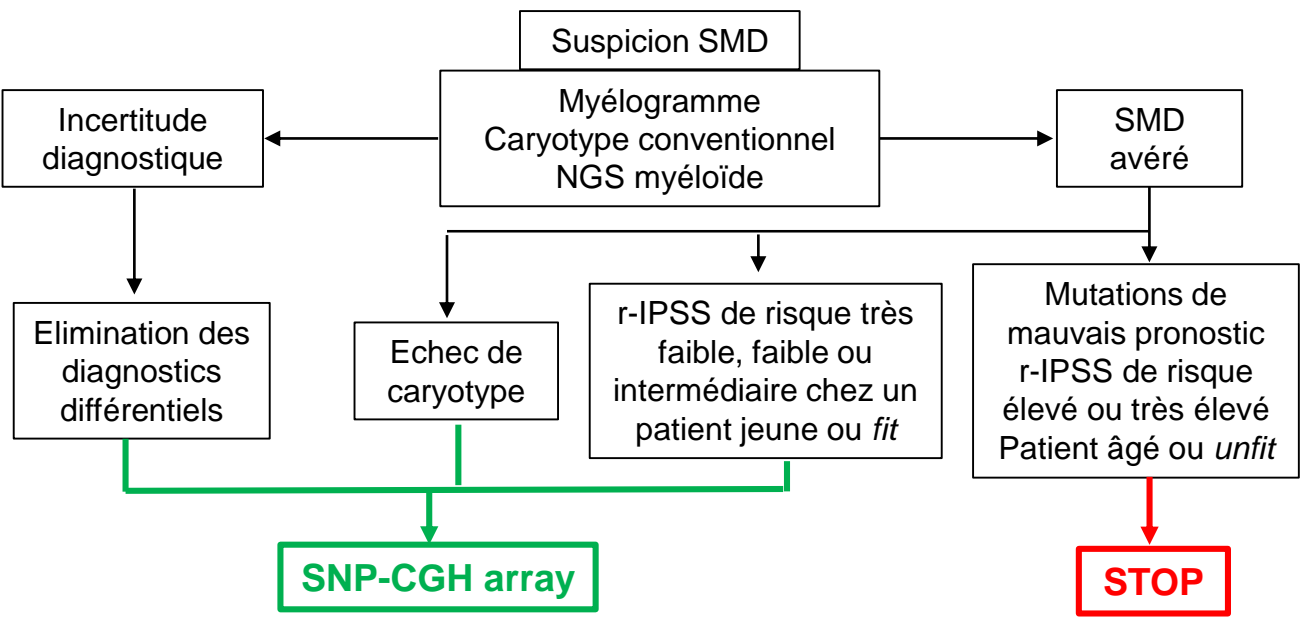 Suspicion SMD
Myélogramme
Caryotype conventionnel
NGS myéloïde
Incertitude
diagnostique
SMD
avéré
Elimination des
diagnostics
différentiels
Echec de
caryotype
r-IPSS de risque très
faible, faible ou
intermédiaire chez un
patient jeune ou fit
Mutations de
mauvais pronostic
r-IPSS de risque
élevé ou très élevé
Patient âgé ou unfit
SNP-CGH array
STOP